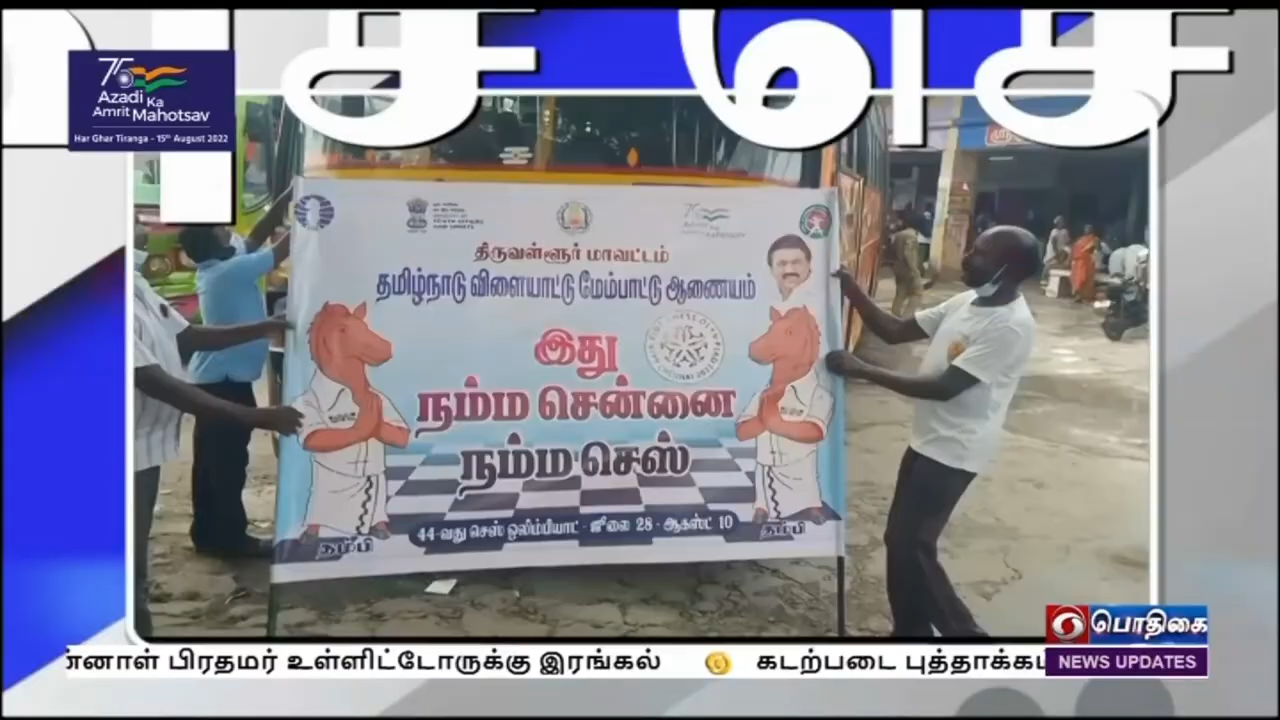 75
Azadi
Ka
Amrit Mahotsav
Har Ghar Tiranga - 15th August 2022
திருவள்ளூர் மாவட்டம்
தமிழ்நாடு விளையாட்டு மேம்பாட்டு ஆணையம்
இது
நம்ம சென்னை
நம்ம செஸ்
44-வது செஸ் ஒலிம்பியாட் - ஜூலை 28 - ஆகஸ்ட் 10
தம்பி
தம்பி
பொதிகை
NEWS UPDATES
ன்னாள் பிரதமர் உள்ளிட்டோருக்கு இரங்கல்
கடற்படை புத்தாக்க